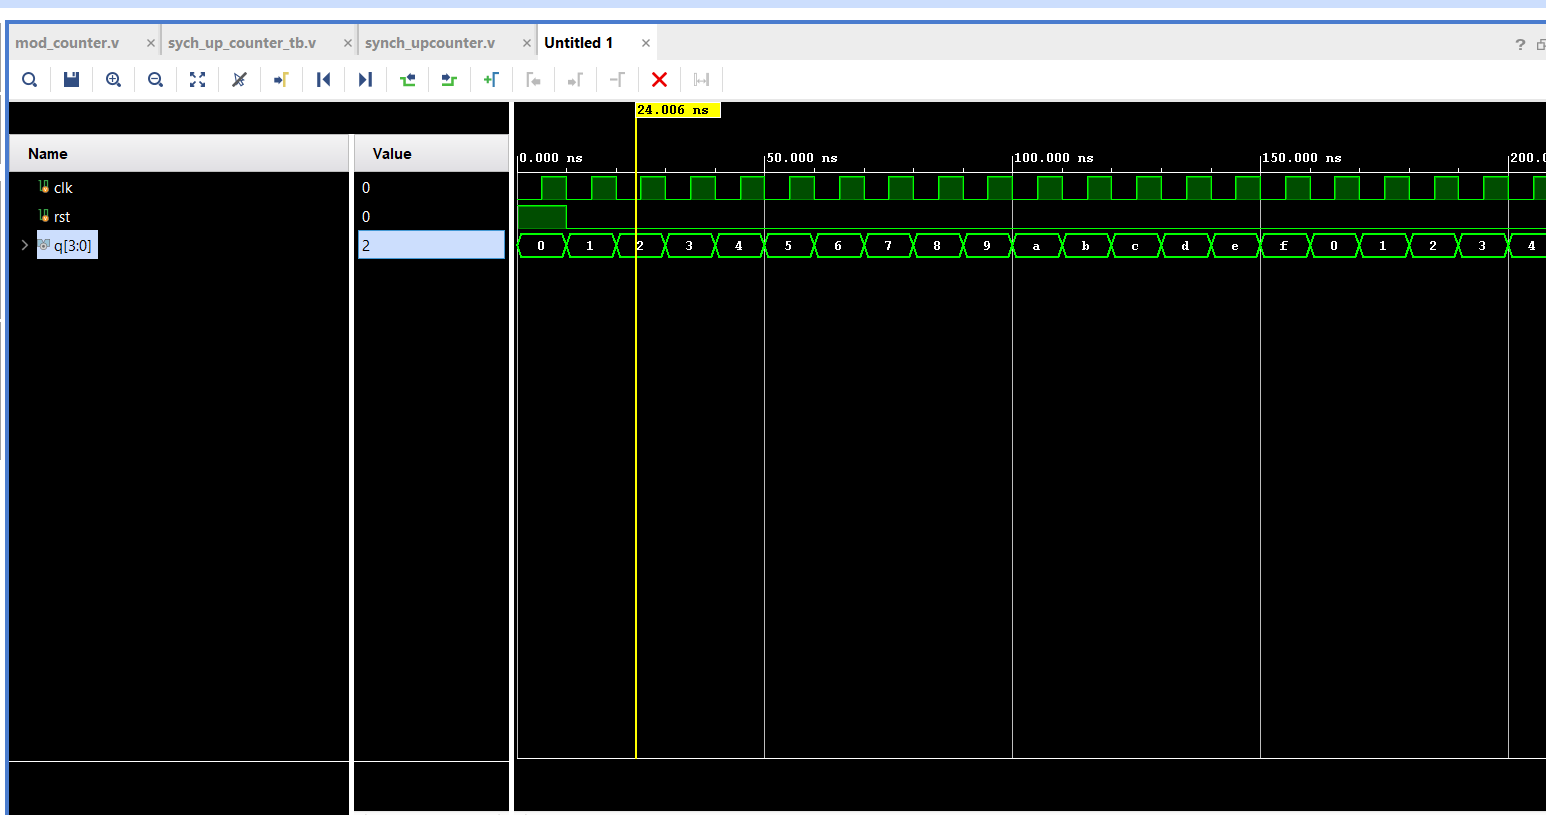 mod_counter.v × sych_up_counter_tb.v × synch_upcounter.v × Untitled 1 ×
?
24.006 ns
Name Value
0.000 ns 50.000 ns 100.000 ns 150.000 ns 200.0
clk 0
rst 0
q[3:0] 2 0 1 2 3 4 5 6 7 8 9 a b c d e f 0 1 2 3 4